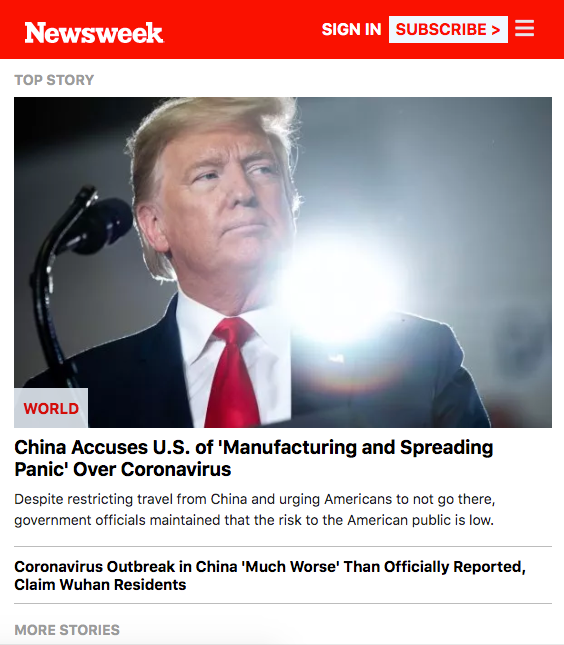 Newsweek
SIGN IN
SUBSCRIBE >
TOP STORY
WORLD
China Accuses U.S. of 'Manufacturing and Spreading
Panic' Over Coronavirus
Despite restricting travel from China and urging Americans to not go there,
government officials maintained that the risk to the American public is low.
Coronavirus Outbreak in China 'Much Worse' Than Officially Reported,
Claim Wuhan Residents
MORE STORIES